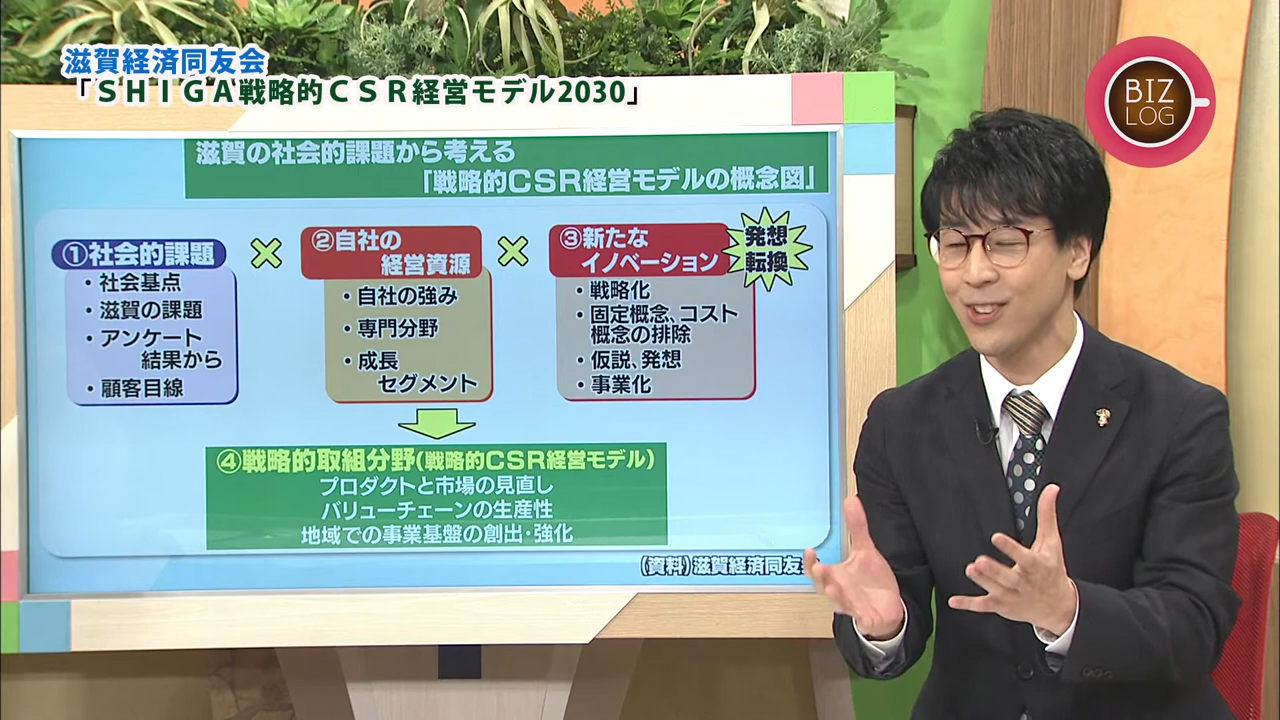 滋賀経済同友会
「ＳＨＩＧＡ戦略的ＣＳＲ経営モデル2030」
BIZ
LOG
滋賀の社会的課題から考える
「戦略的CSR経営モデルの概念図」
①社会的課題
・社会基点
・滋賀の課題
・アンケート
結果から
・顧客目線
×
②自社の
経営資源
・自社の強み
・専門分野
・成長
セグメント
×
③新たな
イノベーション
発想
転換
・戦略化
・固定概念、コスト
概念の排除
・仮説、発想
・事業化
④戦略的取組分野(戦略的CSR経営モデル)
プロダクトと市場の見直し
バリューチェーンの生産性
地域での事業基盤の創出・強化
(資料)滋賀経済同友